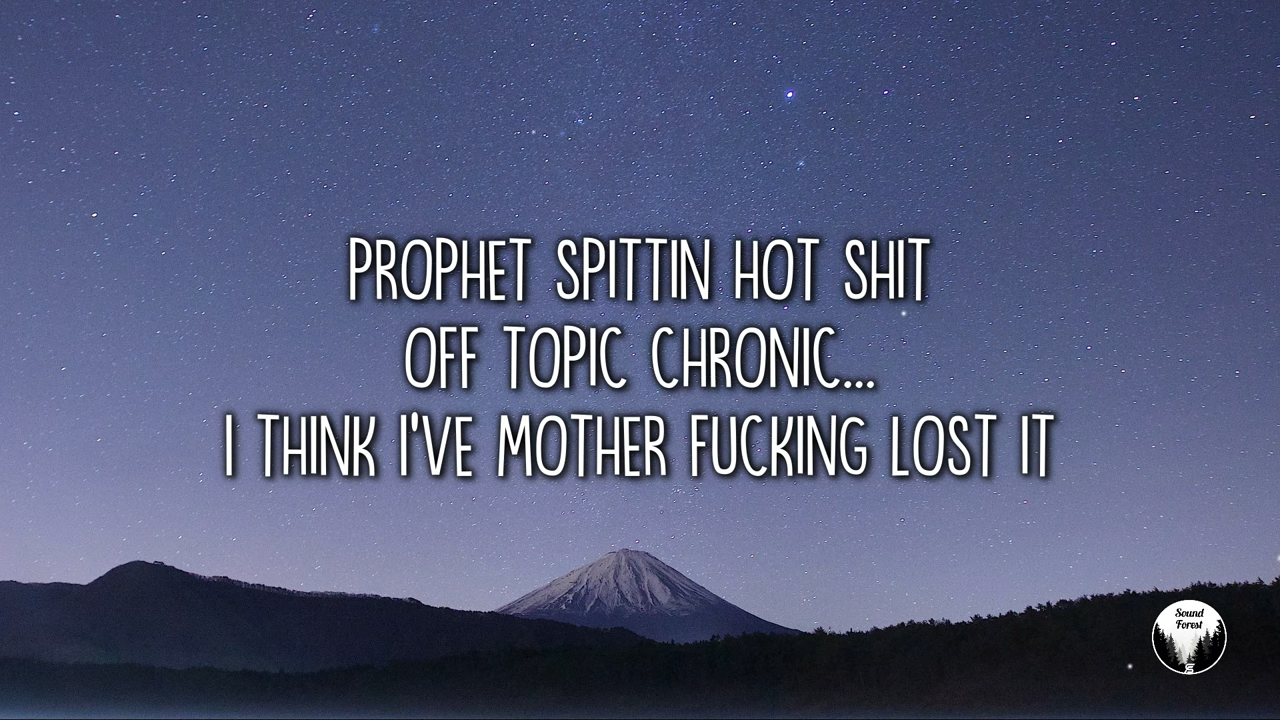 PROPHET SPITTIN HOT SHIT
OFF TOPIC CHRONIC...
I THINK I'VE MOTHER FUCKING LOST IT
Sound
Forest